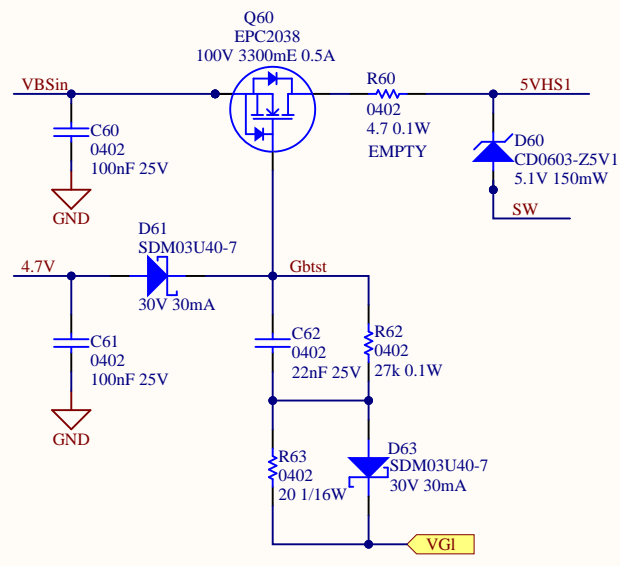 Q60
EPC2038
100V 3300mE 0.5A
VBSin
R60
0402
4.7 0.1W
EMPTY
5VHS1
C60
0402
100nF 25V
GND
D60
CD0603-Z5V1
5.1V 150mW
SW
D61
SDM03U40-7
30V 30mA
4.7V
Gbtst
C61
0402
100nF 25V
GND
C62
0402
22nF 25V
R62
0402
27k 0.1W
R63
0402
20 1/16W
D63
SDM03U40-7
30V 30mA
VGl